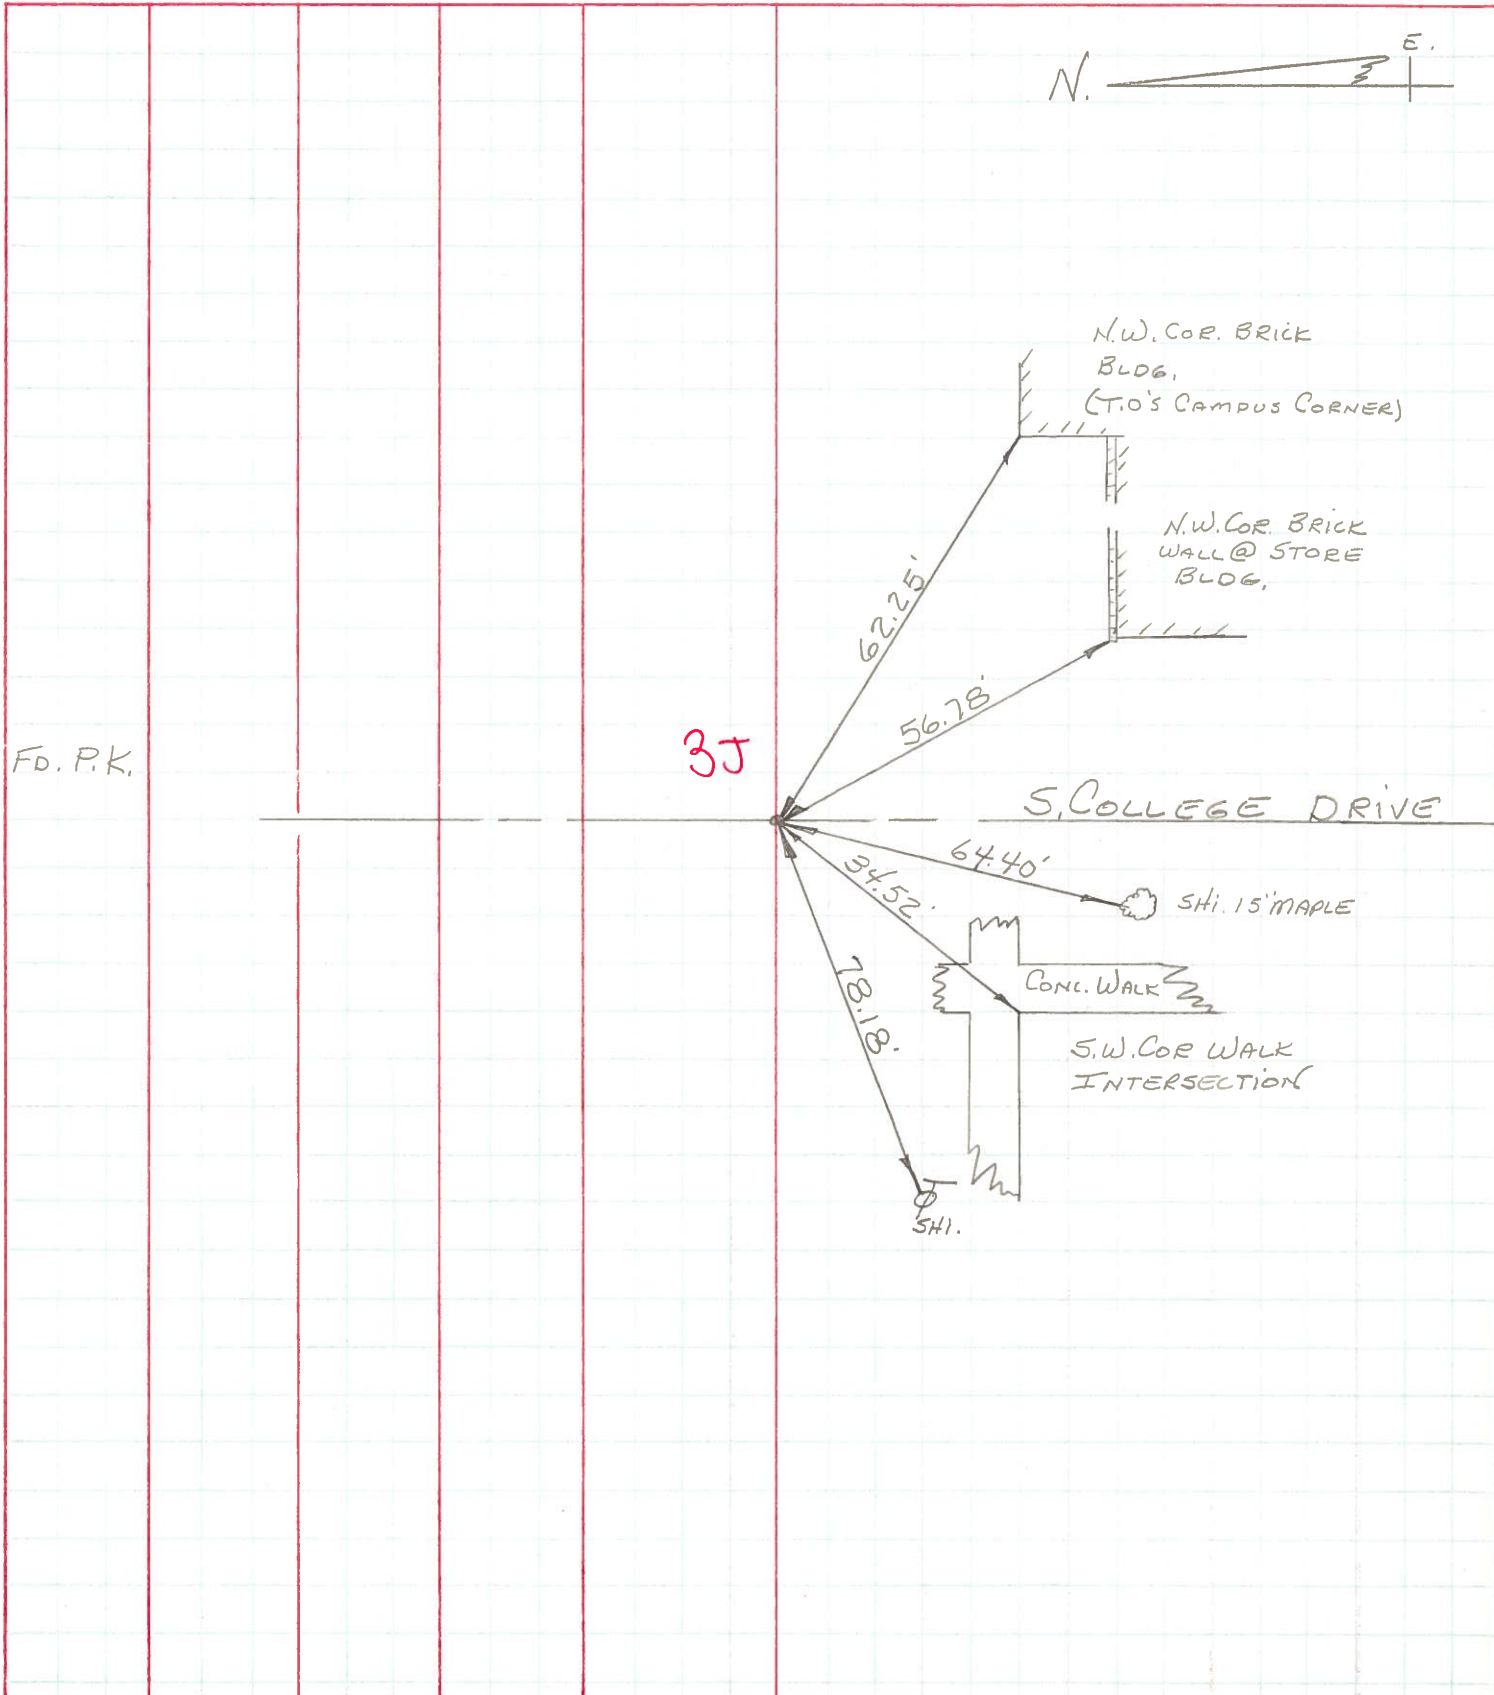 E.
N.
N.W. COR. BRICK
BLDG.
(T.O'S CAMPUS CORNER)
N.W. COR. BRICK
WALL @ STORE
BLDG.
62.25'
56.78'
3J
FD. P.K.
S. COLLEGE DRIVE
64.40'
34.52'
SHI. 15" MAPLE
CONC. WALK
78.18'
S.W. COR WALK
INTERSECTION
SHI.